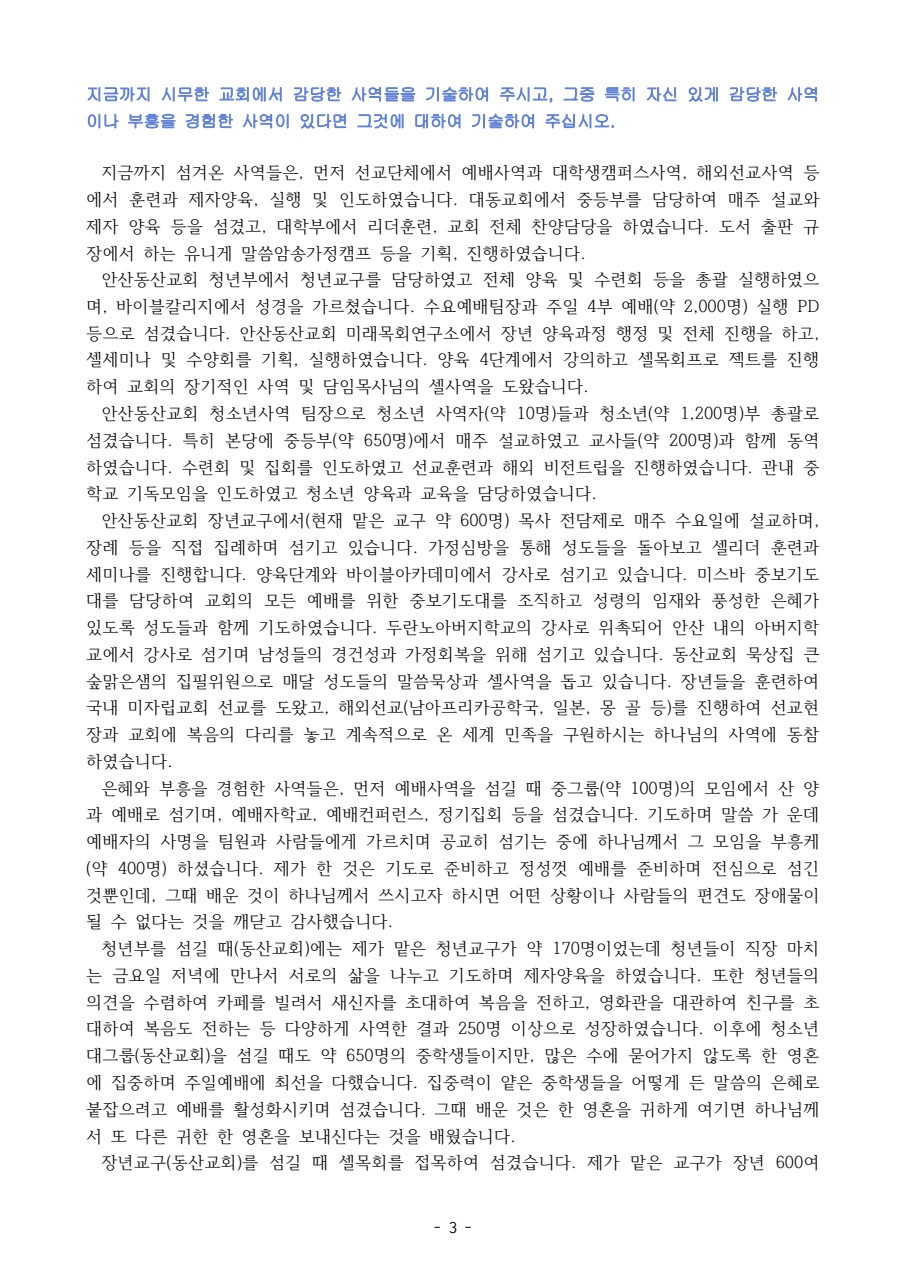 지금까지 시무한 교회에서 감당한 사역들을 기술하여 주시고, 그중 특히 자신 있게 감당한 사역
이나 부흥을 경험한 사역이 있다면 그것에 대하여 기술하여 주십시오.
지금까지 섬겨온 사역들은, 먼저 선교단체에서 예배사역과 대학생캠퍼스사역, 해외선교사역 등
에서 훈련과 제자양육, 실행 및 인도하였습니다. 대동교회에서 중등부를 담당하여 매주 설교와
제자 양육 등을 섬겼고, 대학부에서 리더훈련, 교회 전체 찬양담당을 하였습니다. 도서 출판 규
장에서 하는 유니게 말씀암송가정캠프 등을 기획, 진행하였습니다.
안산동산교회 청년부에서 청년교구를 담당하였고 전체 양육 및 수련회 등을 총괄 실행하였으
며, 바이블칼리지에서 성경을 가르쳤습니다. 수요예배팀장과 주일 4부 예배(약 2,000명) 실행 PD
등으로 섬겼습니다. 안산동산교회 미래목회연구소에서 장년 양육과정 행정 및 전체 진행을 하고,
셀세미나 및 수양회를 기획, 실행하였습니다. 양육 4단계에서 강의하고 셀목회프로 젝트를 진행
하여 교회의 장기적인 사역 및 담임목사님의 셀사역을 도왔습니다.
안산동산교회 청소년사역 팀장으로 청소년 사역자(약 10명)들과 청소년(약 1,200명)부 총괄로
섬겼습니다. 특히 본당에 중등부(약 650명)에서 매주 설교하였고 교사들(약 200명)과 함께 동역
하였습니다. 수련회 및 집회를 인도하였고 선교훈련과 해외 비전트립을 진행하였습니다. 관내 중
학교 기독모임을 인도하였고 청소년 양육과 교육을 담당하였습니다.
안산동산교회 장년교구에서(현재 맡은 교구 약 600명) 목사 전담제로 매주 수요일에 설교하며,
장례 등을 직접 집례하며 섬기고 있습니다. 가정심방을 통해 성도들을 돌아보고 셀리더 훈련과
세미나를 진행합니다. 양육단계와 바이블아카데미에서 강사로 섬기고 있습니다. 미스바 중보기도
대를 담당하여 교회의 모든 예배를 위한 중보기도대를 조직하고 성령의 임재와 풍성한 은혜가
있도록 성도들과 함께 기도하였습니다. 두란노아버지학교의 강사로 위촉되어 안산 내의 아버지학
교에서 강사로 섬기며 남성들의 경건성과 가정회복을 위해 섬기고 있습니다. 동산교회 묵상집 큰
숲맑은샘의 집필위원으로 매달 성도들의 말씀묵상과 셀사역을 돕고 있습니다. 장년들을 훈련하여
국내 미자립교회 선교를 도왔고, 해외선교(남아프리카공학국, 일본, 몽 골 등)를 진행하여 선교현
장과 교회에 복음의 다리를 놓고 계속적으로 온 세계 민족을 구원하시는 하나님의 사역에 동참
하였습니다.
은혜와 부흥을 경험한 사역들은, 먼저 예배사역을 섬길 때 중그룹(약 100명)의 모임에서 산 양
과 예배로 섬기며, 예배자학교, 예배컨퍼런스, 정기집회 등을 섬겼습니다. 기도하며 말씀 가 운데
예배자의 사명을 팀원과 사람들에게 가르치며 공교히 섬기는 중에 하나님께서 그 모임을 부흥케
(약 400명) 하셨습니다. 제가 한 것은 기도로 준비하고 정성껏 예배를 준비하며 전심으로 섬긴
것뿐인데, 그때 배운 것이 하나님께서 쓰시고자 하시면 어떤 상황이나 사람들의 편견도 장애물이
될 수 없다는 것을 깨닫고 감사했습니다.
청년부를 섬길 때(동산교회)에는 제가 맡은 청년교구가 약 170명이었는데 청년들이 직장 마치
는 금요일 저녁에 만나서 서로의 삶을 나누고 기도하며 제자양육을 하였습니다. 또한 청년들의
의견을 수렴하여 카페를 빌려서 새신자를 초대하여 복음을 전하고, 영화관을 대관하여 친구를 초
대하여 복음도 전하는 등 다양하게 사역한 결과 250명 이상으로 성장하였습니다. 이후에 청소년
대그룹(동산교회)을 섬길 때도 약 650명의 중학생들이지만, 많은 수에 묻어가지 않도록 한 영혼
에 집중하며 주일예배에 최선을 다했습니다. 집중력이 얕은 중학생들을 어떻게 든 말씀의 은혜로
붙잡으려고 예배를 활성화시키며 섬겼습니다. 그때 배운 것은 한 영혼을 귀하게 여기면 하나님께
서 또 다른 귀한 한 영혼을 보내신다는 것을 배웠습니다.
장년교구(동산교회)를 섬길 때 셀목회를 접목하여 섬겼습니다. 제가 맡은 교구가 장년 600여
- 3 -